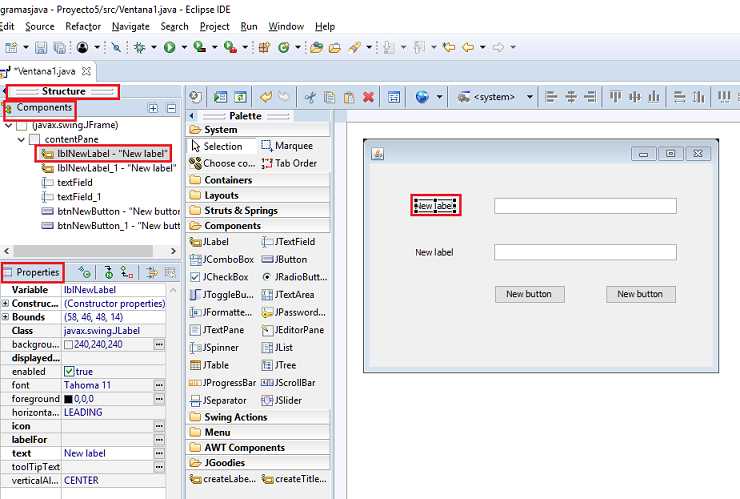 gramasjava - Proyecto5/src/Ventana1.java - Eclipse IDE
Edit Source Refactor Navigate Search Project Run Window Help
*Ventana1.java
Structure
Components
(javax.swingJFrame)
contentPane
lblNewLabel - "New label"
lblNewLabel_1 - "New label"
textField
textField_1
btnNewButton - "New button
btnNewButton_1 - "New butto
Properties
Variable lblNewLabel
Construc... (Constructor properties)
Bounds (58, 46, 48, 14)
Class javax.swing.JLabel
backgrou... 240,240,240
displayed...
enabled true
font Tahoma 11
foreground 0,0,0
horizonta... LEADING
icon
labelFor
text New label
toolTipText
verticalAl... CENTER
<system>
Palette
System
Selection Marquee
Choose co... Tab Order
Containers
Layouts
Struts & Springs
Components
JLabel JTextField
JComboBox JButton
JCheckBox JRadioButt...
JToggleBu... JTextArea
JFormatte... JPassword...
JTextPane JEditorPane
JSpinner JList
JTable JTree
JProgressBar JScrollBar
JSeparator JSlider
Swing Actions
Menu
AWT Components
JGoodies
createLabe... createTitle...
New label
New label
New button New button